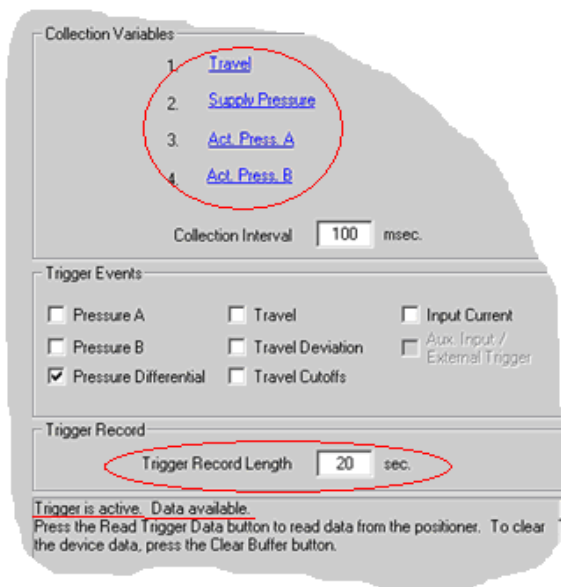 Collection Variables
1. Travel
2. Supply Pressure
3. Act. Press. A
4. Act. Press. B
Collection Interval 100 msec.
Trigger Events
Pressure A Travel Input Current
Pressure B Travel Deviation Aux. Input / External Trigger
Pressure Differential Travel Cutoffs
Trigger Record
Trigger Record Length 20 sec.
Trigger is active. Data available.
Press the Read Trigger Data button to read data from the positioner. To clear
the device data, press the Clear Buffer button.